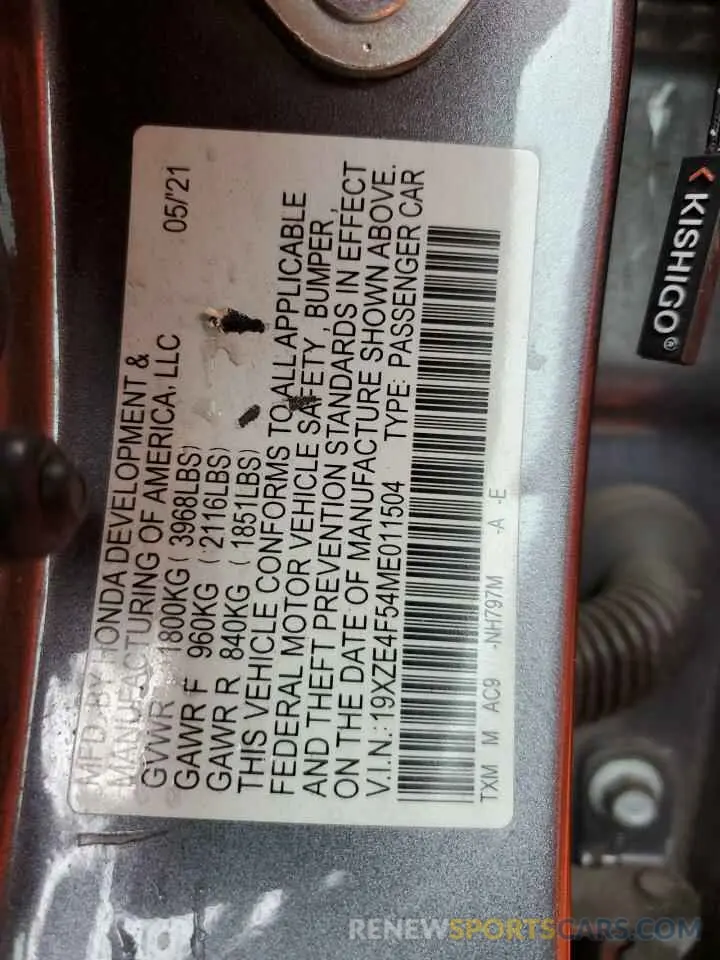 MFD. BY HONDA DEVELOPMENT &
MANUFACTURING OF AMERICA, LLC 05/'21
GVWR 1800KG ( 3968LBS)
GAWR F 960KG ( 2116LBS)
GAWR R 840KG ( 1851LBS)
THIS VEHICLE CONFORMS TO ALL APPLICABLE
FEDERAL MOTOR VEHICLE SAFETY, BUMPER,
AND THEFT PREVENTION STANDARDS IN EFFECT
ON THE DATE OF MANUFACTURE SHOWN ABOVE.
V.I.N.:19XZE4F54ME011504 TYPE: PASSENGER CAR
TXM M AC9 -NH797M -A -E
KISHIGO®
RENEWSPORTSCARS.COM